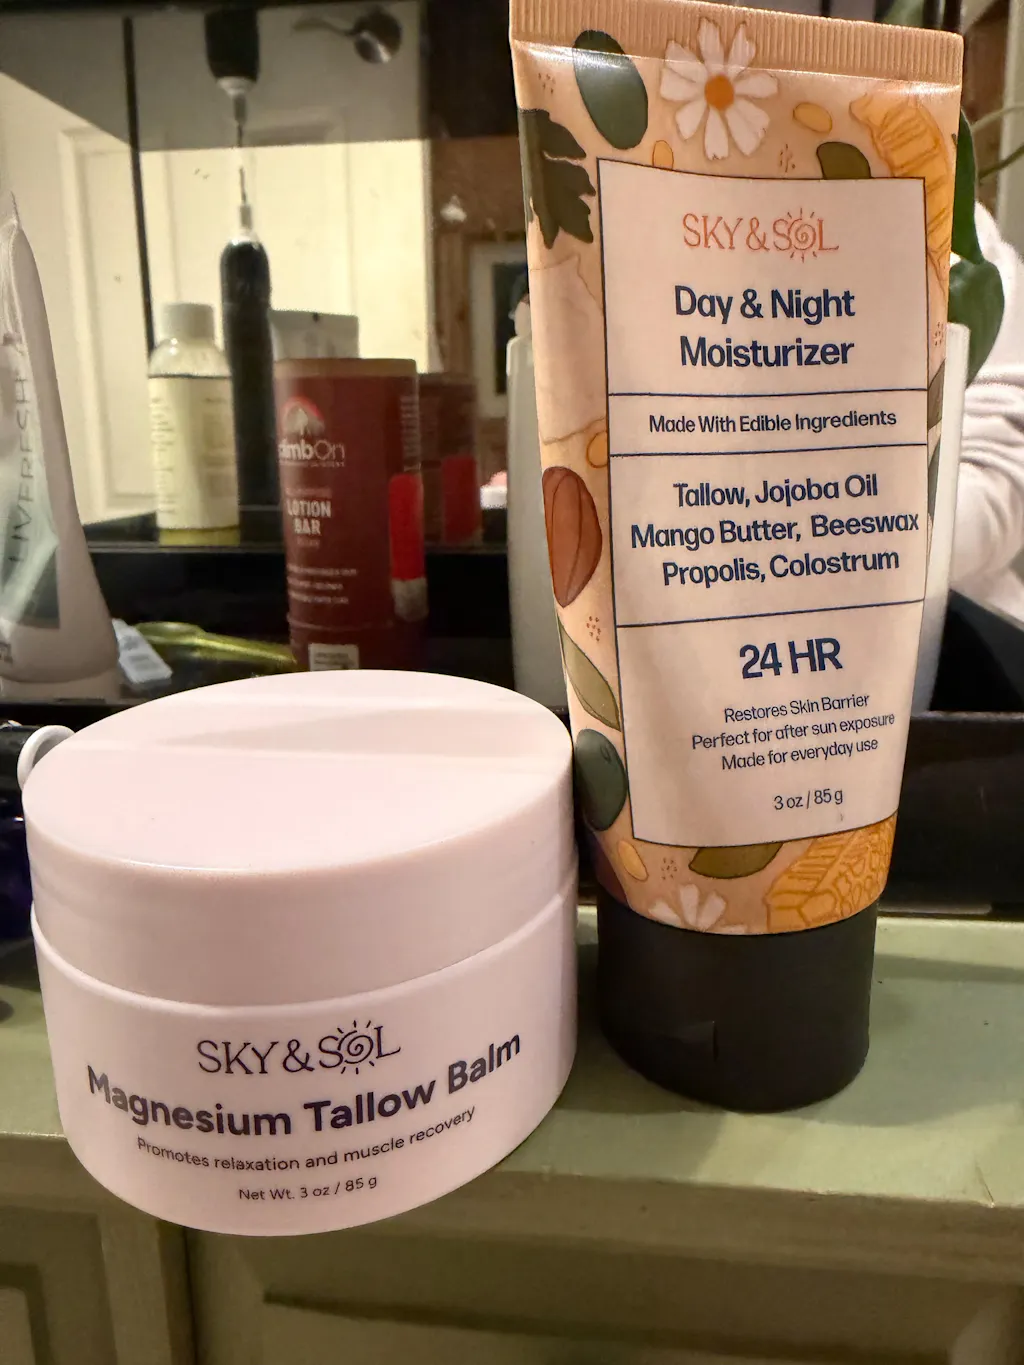 SKY & SOL
Day & Night
Moisturizer
Made With Edible Ingredients
Tallow, Jojoba Oil
Mango Butter, Beeswax
Propolis, Colostrum
24 HR
Restores Skin Barrier
Perfect for after sun exposure
Made for everyday use
3 oz / 85 g
SKY & SOL
Magnesium Tallow Balm
Promotes relaxation and muscle recovery
Net Wt. 3 oz / 85 g
LIVEFRESH
climbOn
LOTION
BAR